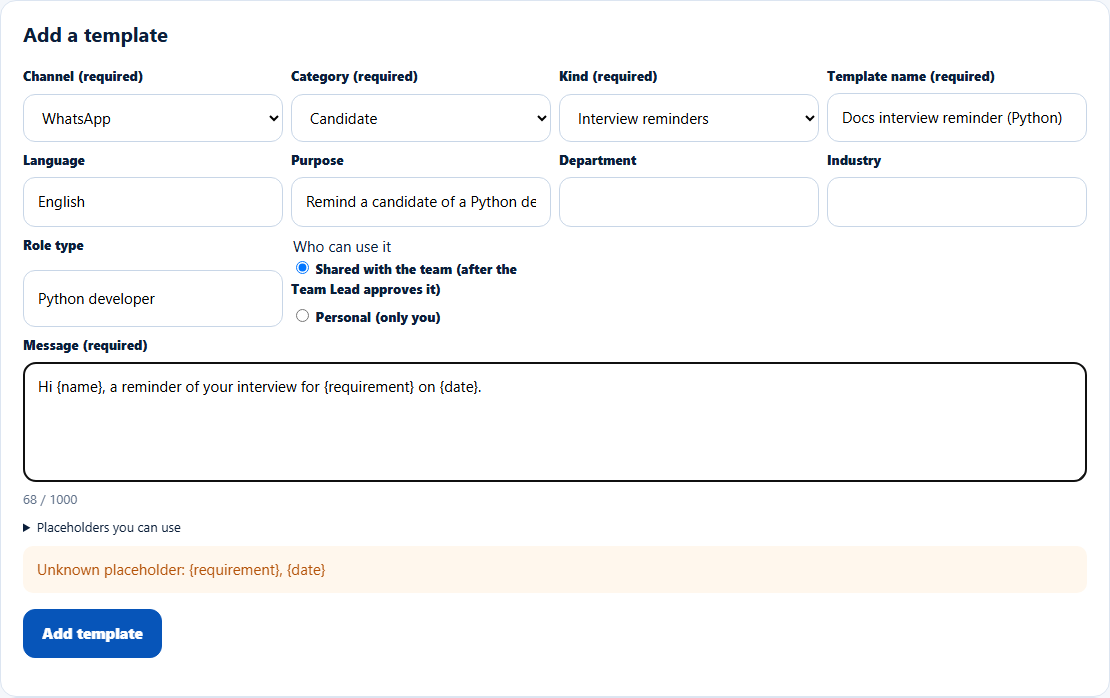 Add a template
Channel (required)
Category (required)
Kind (required)
Template name (required)
WhatsApp
Candidate
Interview reminders
Docs interview reminder (Python)
Language
Purpose
Department
Industry
English
Remind a candidate of a Python de
Role type
Who can use it
Python developer
Shared with the team (after the
Team Lead approves it)
Personal (only you)
Message (required)
Hi {name}, a reminder of your interview for {requirement} on {date}.
68 / 1000
Placeholders you can use
Unknown placeholder: {requirement}, {date}
Add template